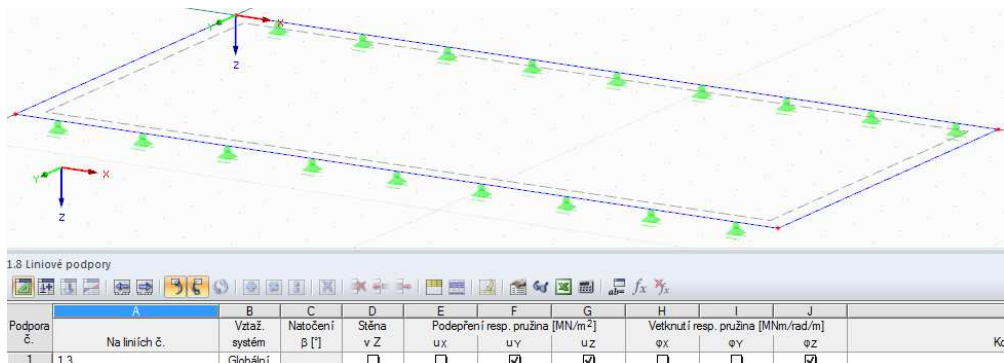 Y X
Z
Y X
Z
1.8 Liniové podpory
fx
A B C D E F G H I J
Podpora Vztaž. Natočení Stěna Podepření resp. pružina [MN/m²] Vetknutí resp. pružina [MNm/rad/m]
č. Na liniích č. systém β [°] v Z uX uY uZ φX φY φZ
1 1,3 Globální